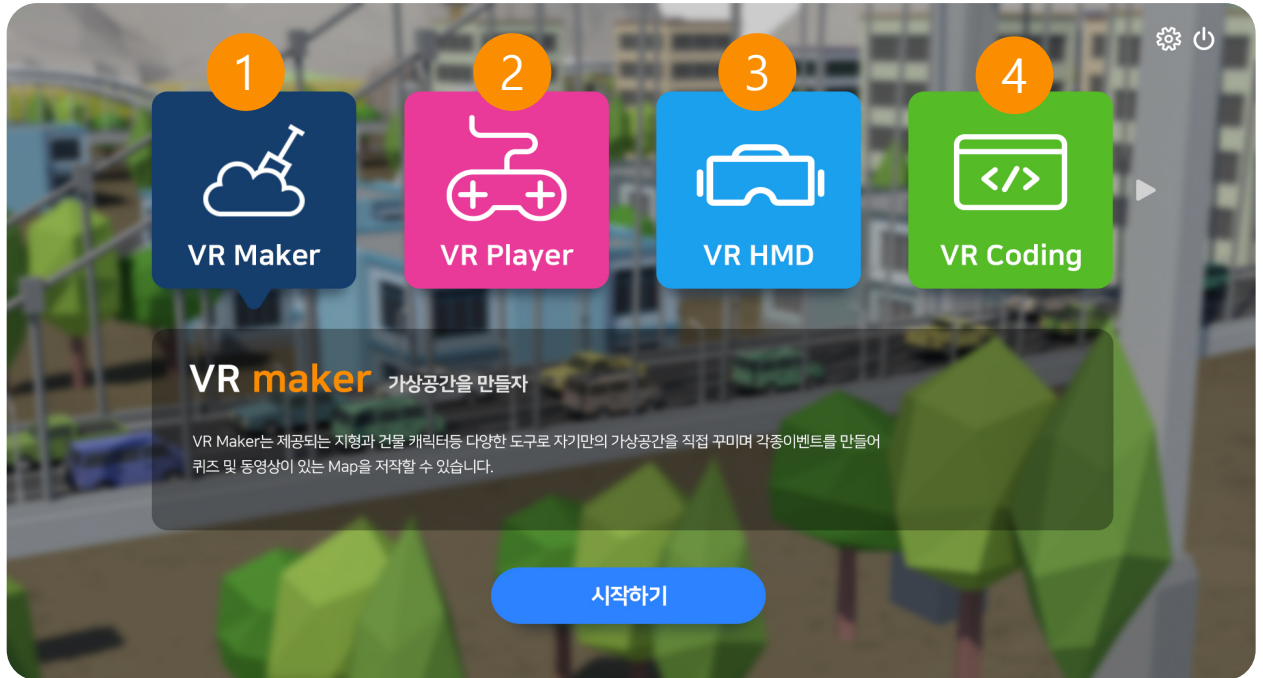 1
2
3
4
VR Maker
VR Player
VR HMD
</>
VR Coding
VR maker 가상공간을 만들자
VR Maker는 제공되는 지형과 건물 캐릭터등 다양한 도구로 자기만의 가상공간을 직접 꾸미며 각종이벤트를 만들어
퀴즈 및 동영상이 있는 Map을 저작할 수 있습니다.
시작하기